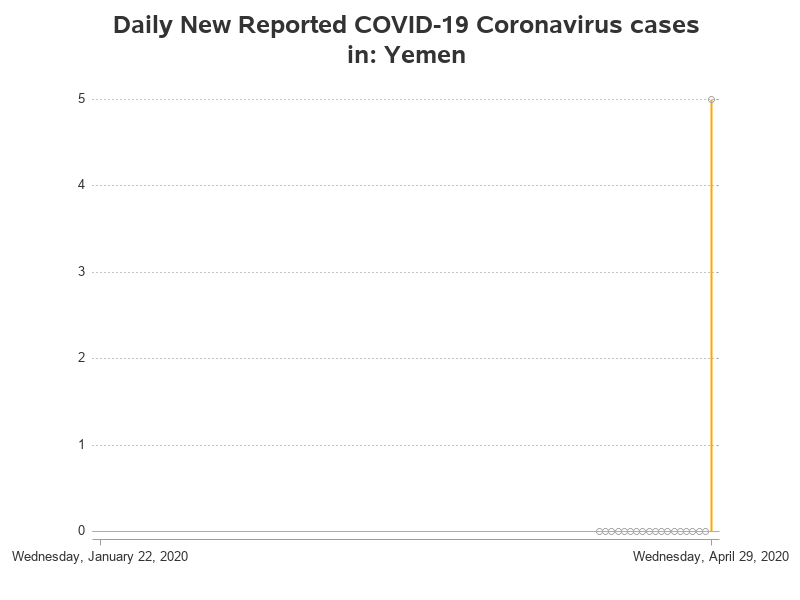 Daily New Reported COVID-19 Coronavirus cases
in: Yemen
5
4
3
2
1
0
Wednesday, January 22, 2020
Wednesday, April 29, 2020